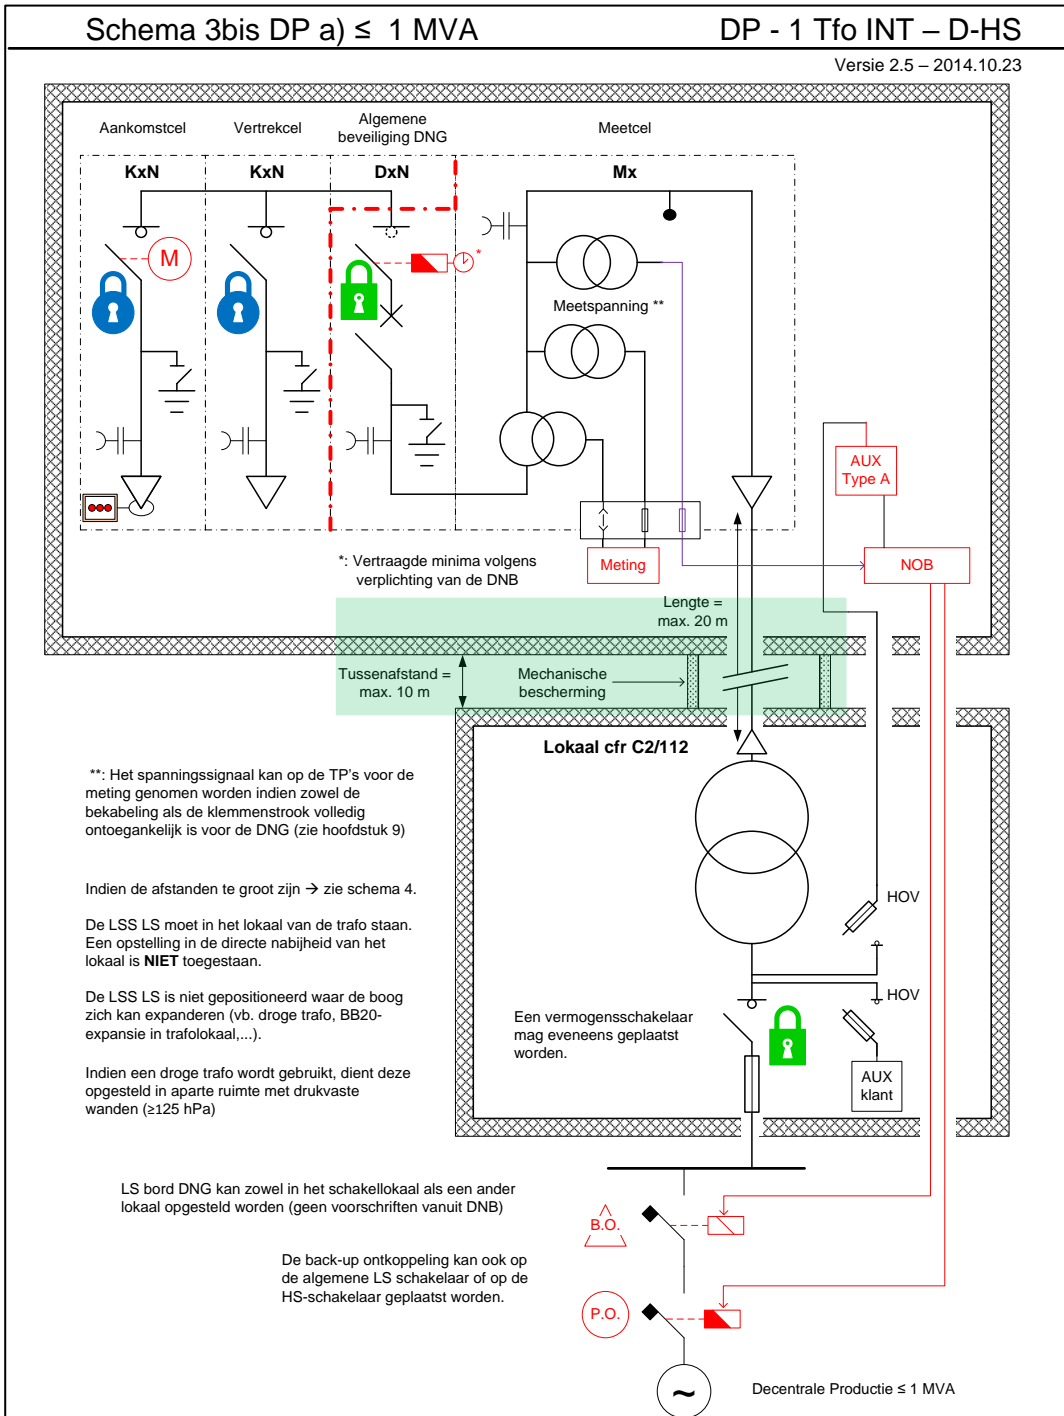 Schema 3bis DP a) ≤ 1 MVA
DP - 1 Tfo INT – D-HS
Versie 2.5 – 2014.10.23
Aankomstcel
Vertrekcel
Algemene
beveiliging DNG
Meetcel
KxN
KxN
DxN
Mx
M
*
Meetspanning **
AUX
Type A
*: Vertraagde minima volgens
verplichting van de DNB
Meting
NOB
Lengte =
max. 20 m
Tussenafstand =
max. 10 m
Mechanische
bescherming
Lokaal cfr C2/112
**: Het spanningssignaal kan op de TP's voor de
meting genomen worden indien zowel de
bekabeling als de klemmenstrook volledig
ontoegankelijk is voor de DNG (zie hoofdstuk 9)
Indien de afstanden te groot zijn → zie schema 4.
De LSS LS moet in het lokaal van de trafo staan.
Een opstelling in de directe nabijheid van het
lokaal is NIET toegestaan.
De LSS LS is niet gepositioneerd waar de boog
zich kan expanderen (vb. droge trafo, BB20-
expansie in trafolokaal,...).
Indien een droge trafo wordt gebruikt, dient deze
opgesteld in aparte ruimte met drukvaste
wanden (≥125 hPa)
HOV
HOV
Een vermogensschakelaar
mag eveneens geplaatst
worden.
AUX
klant
LS bord DNG kan zowel in het schakellokaal als een ander
lokaal opgesteld worden (geen voorschriften vanuit DNB)
B.O.
De back-up ontkoppeling kan ook op
de algemene LS schakelaar of op de
HS-schakelaar geplaatst worden.
P.O.
~
Decentrale Productie ≤ 1 MVA